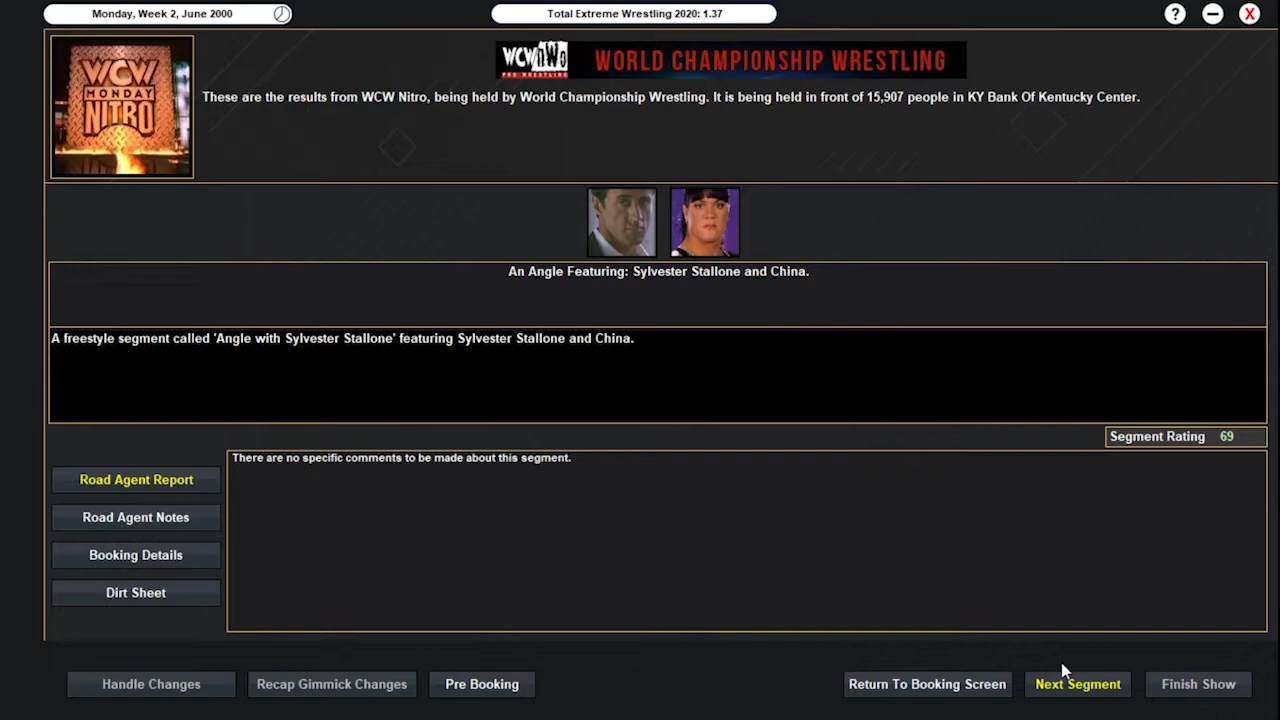 Monday, Week 2, June 2000
Total Extreme Wrestling 2020: 1.37
?
X
WCW
MONDAY
NITRO
WCW nWo
PRO WRESTLING
WORLD CHAMPIONSHIP WRESTLING
These are the results from WCW Nitro, being held by World Championship Wrestling. It is being held in front of 15,907 people in KY Bank Of Kentucky Center.
An Angle Featuring: Sylvester Stallone and China.
A freestyle segment called 'Angle with Sylvester Stallone' featuring Sylvester Stallone and China.
Segment Rating 69
Road Agent Report
There are no specific comments to be made about this segment.
Road Agent Notes
Booking Details
Dirt Sheet
Handle Changes
Recap Gimmick Changes
Pre Booking
Return To Booking Screen
Next Segment
Finish Show